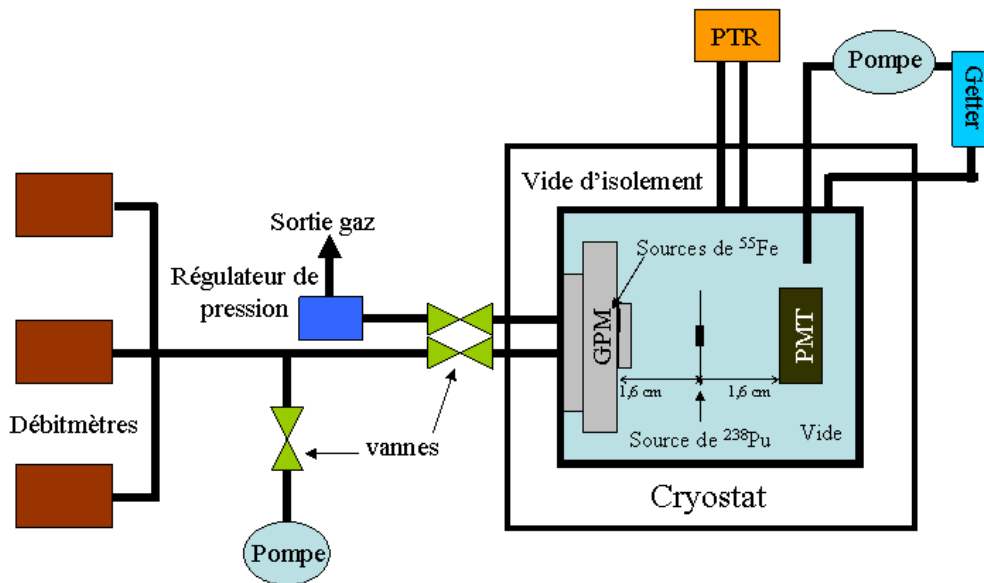 PTR
Pompe
Getter
Vide d'isolement
Sortie gaz
Régulateur de
pression
Sources de ⁵⁵Fe
GPM
PMT
1,6 cm
1,6 cm
Débitmètres
vannes
Source de ²³⁸Pu
Vide
Cryostat
Pompe